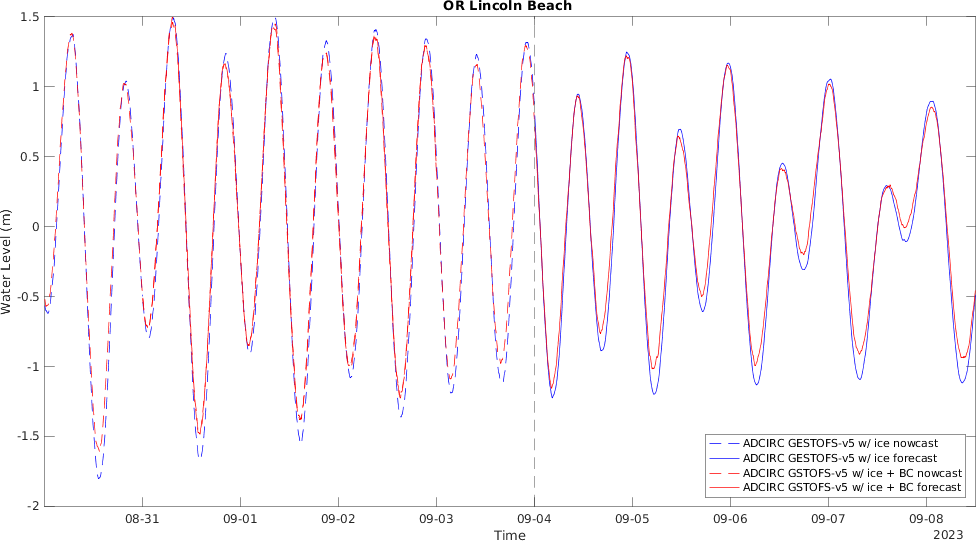 OR Lincoln Beach
1.5
1
0.5
0
-0.5
-1
-1.5
-2
Water Level (m)
08-31
09-01
09-02
09-03
09-04
09-05
09-06
09-07
09-08
Time
2023
ADCIRC GESTOFS-v5 w/ ice nowcast
ADCIRC GESTOFS-v5 w/ ice forecast
ADCIRC GSTOFS-v5 w/ ice + BC nowcast
ADCIRC GSTOFS-v5 w/ ice + BC forecast